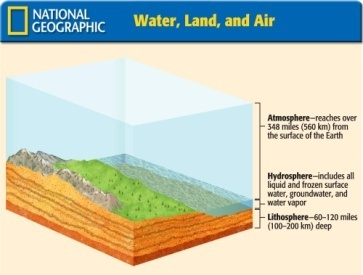 NATIONAL
GEOGRAPHIC
Water, Land, and Air
Atmosphere—reaches over
348 miles (560 km) from
the surface of the Earth
Hydrosphere—includes all
liquid and frozen surface
water, groundwater, and
water vapor
Lithosphere—60–120 miles
(100–200 km) deep